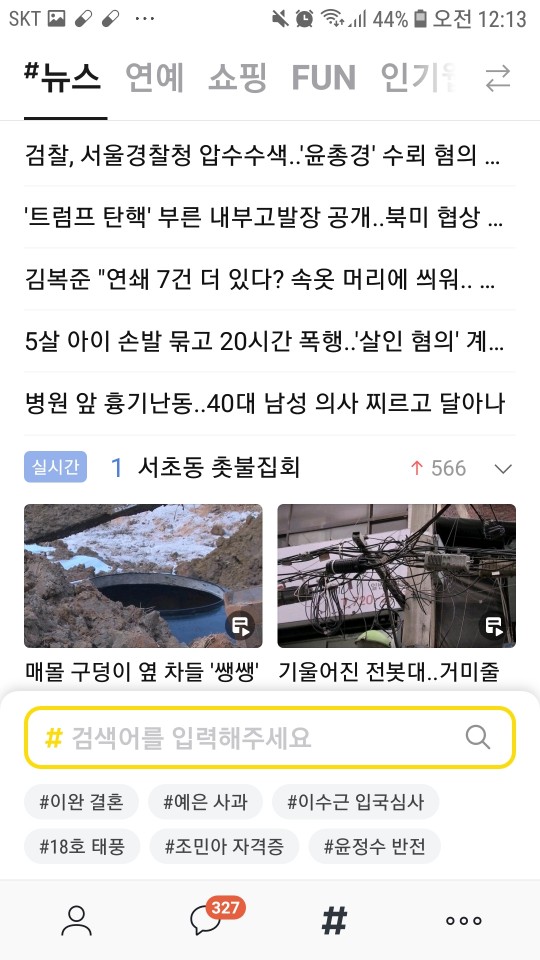 SKT 44% 오전 12:13
#뉴스 연예 쇼핑 FUN 인기
검찰, 서울경찰청 압수수색..'윤총경' 수뢰 혐의 ...
'트럼프 탄핵' 부른 내부고발장 공개..북미 협상 ...
김복준 "연쇄 7건 더 있다? 속옷 머리에 씌워.. ...
5살 아이 손발 묶고 20시간 폭행..'살인 혐의' 계...
병원 앞 흉기난동..40대 남성 의사 찌르고 달아나
실시간 1 서초동 촛불집회 566
매몰 구덩이 옆 차들 '쌩쌩' 기울어진 전봇대..거미줄
# 검색어를 입력해주세요
#이완 결혼 #예은 사과 #이수근 입국심사
#18호 태풍 #조민아 자격증 #윤정수 반전
327
#